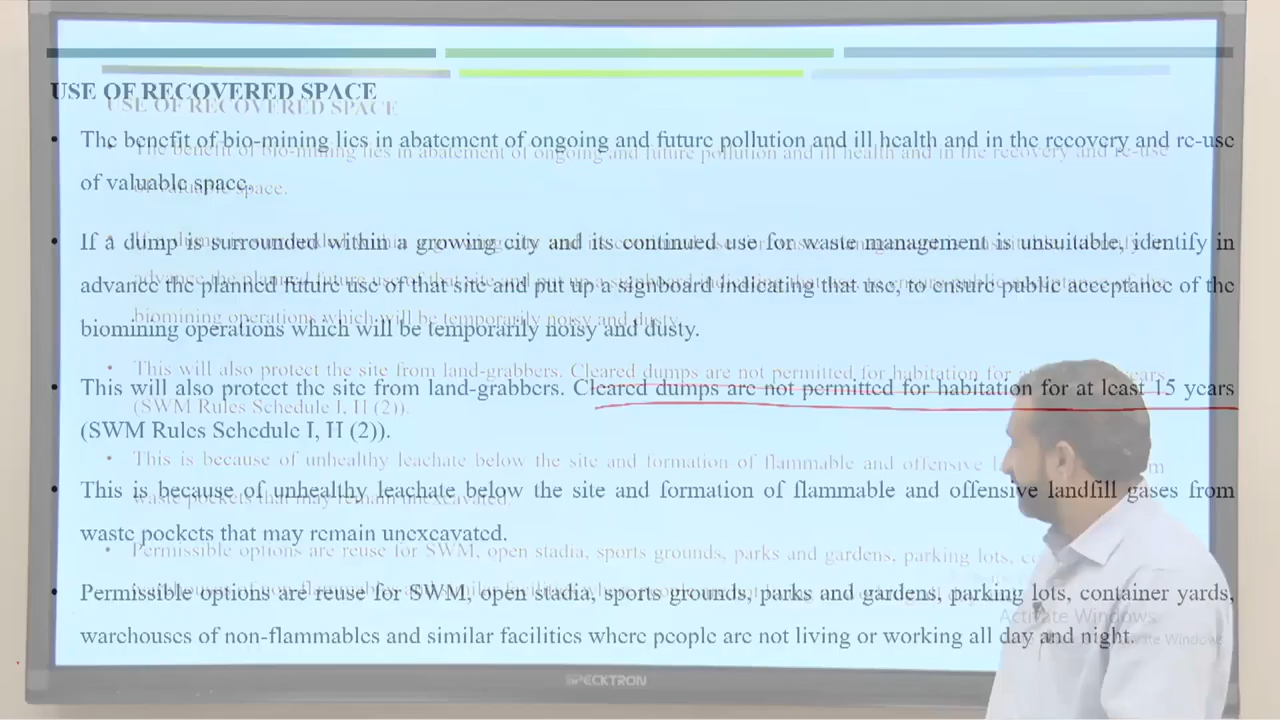 USE OF RECOVERED SPACE
• The benefit of bio-mining lies in abatement of ongoing and future pollution and ill health and in the recovery and re-use
of valuable space.
• If a dump is surrounded within a growing city and its continued use for waste management is unsuitable, identify in
advance the planned future use of that site and put up a signboard indicating that use, to ensure public acceptance of the
biomining operations which will be temporarily noisy and dusty.
• This will also protect the site from land-grabbers. Cleared dumps are not permitted for habitation for at least 15 years
(SWM Rules Schedule I, H (2)).
• This is because of unhealthy leachate below the site and formation of flammable and offensive landfill gases from
waste pockets that may remain unexcavated.
• Permissible options are reuse for SWM, open stadia, sports grounds, parks and gardens, parking lots, container yards,
warehouses of non-flammables and similar facilities where people are not living or working all day and night.
Activate Windows
SPECKTRON